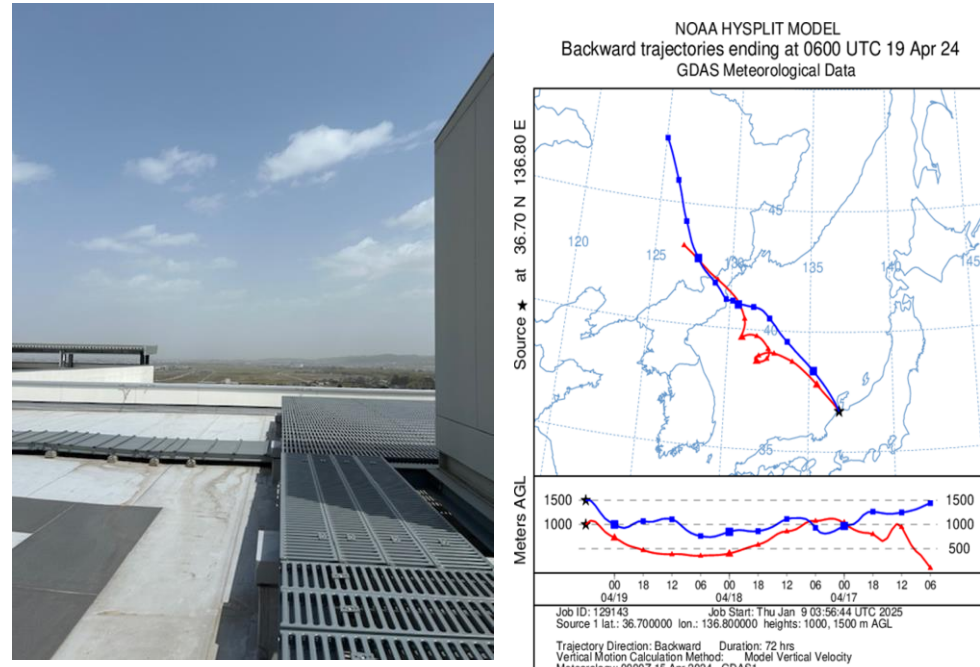 NOAA HYSPLIT MODEL
Backward trajectories ending at 0600 UTC 19 Apr 24
GDAS Meteorological Data
Source ★ at 36.70 N 136.80 E
45
120
125
130
135
140
145
40
35
Meters AGL
1500 1500
1000 1000
500
00 18 12 06 00 18 12 06 00 18 12 06
04/19 04/18 04/17
Job ID: 129143 Job Start: Thu Jan 9 03:56:44 UTC 2025
Source 1 lat.: 36.700000 lon.: 136.800000 heights: 1000, 1500 m AGL
Trajectory Direction: Backward Duration: 72 hrs
Vertical Motion Calculation Method: Model Vertical Velocity